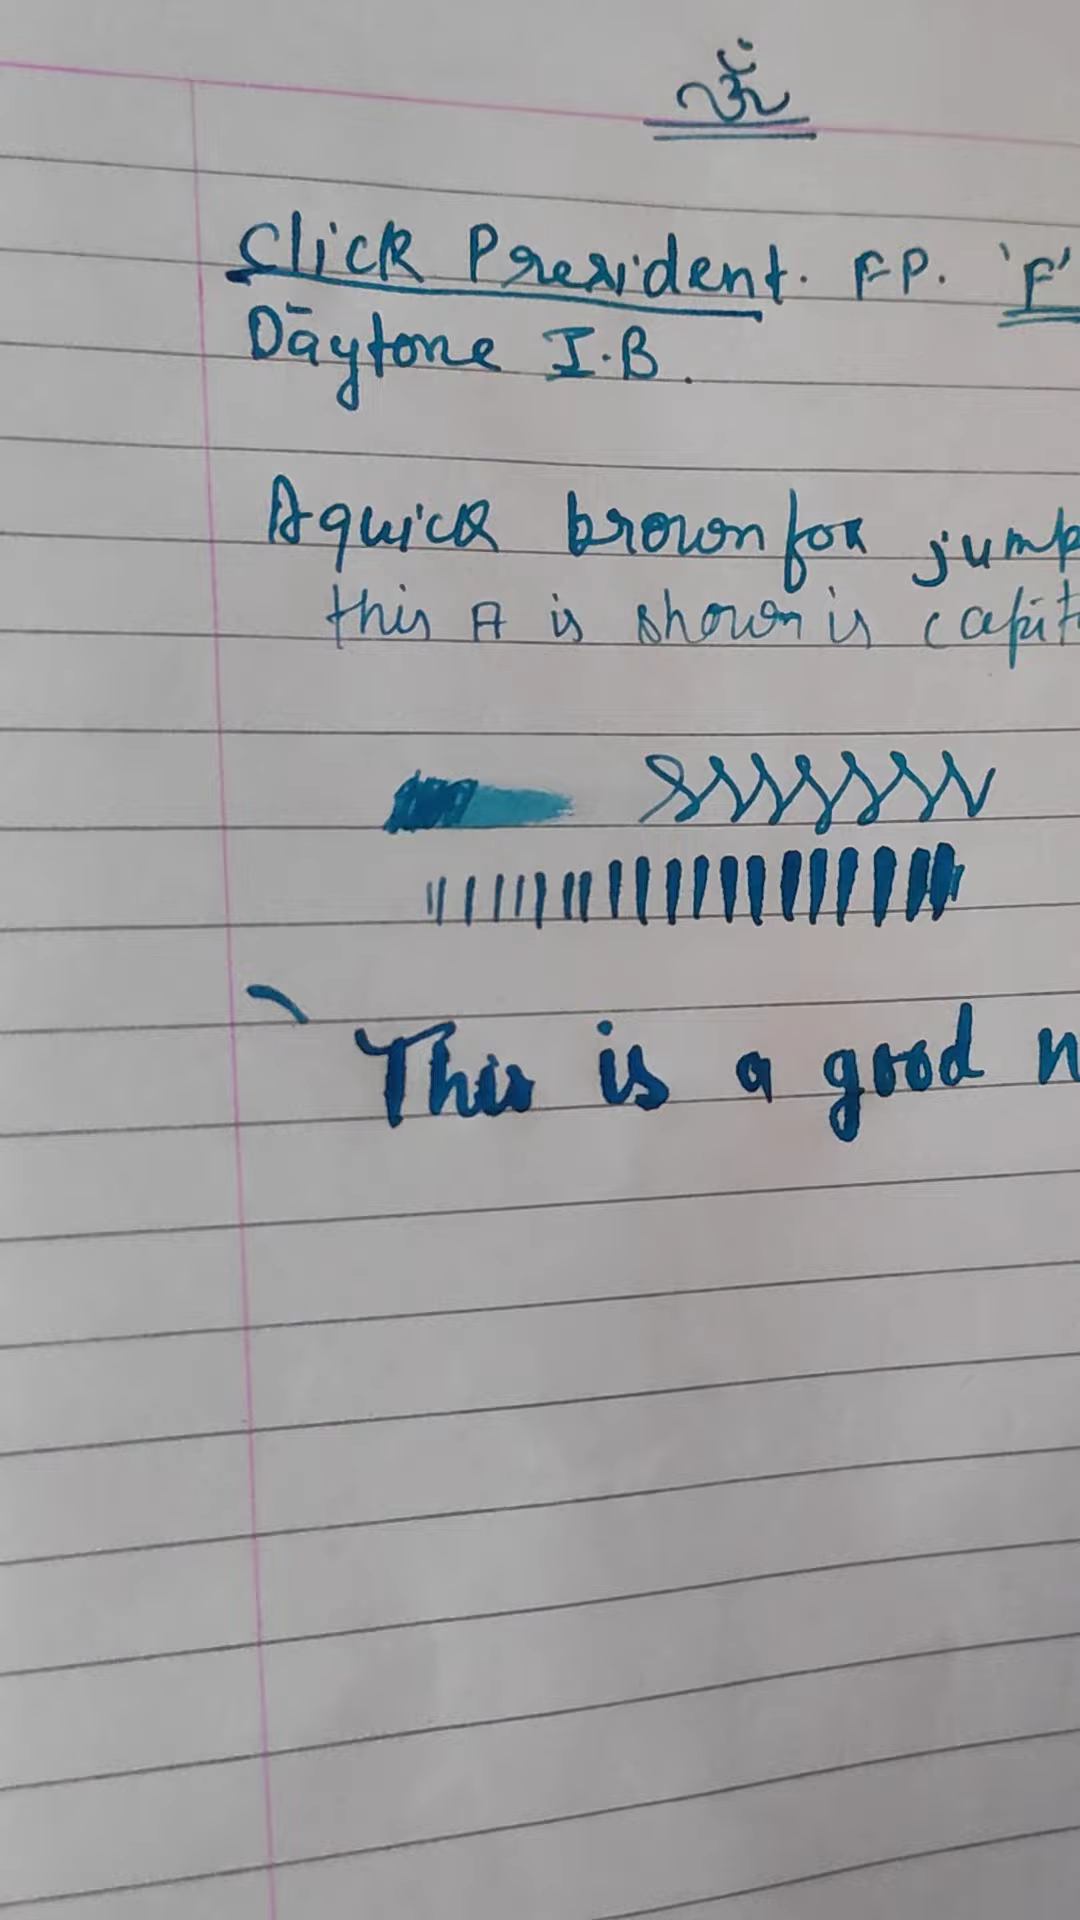 ॐ
Click President. FP. 'F'
Daytone I.B.
A quick brown fox jump
this A is shown is capit
This is a good n